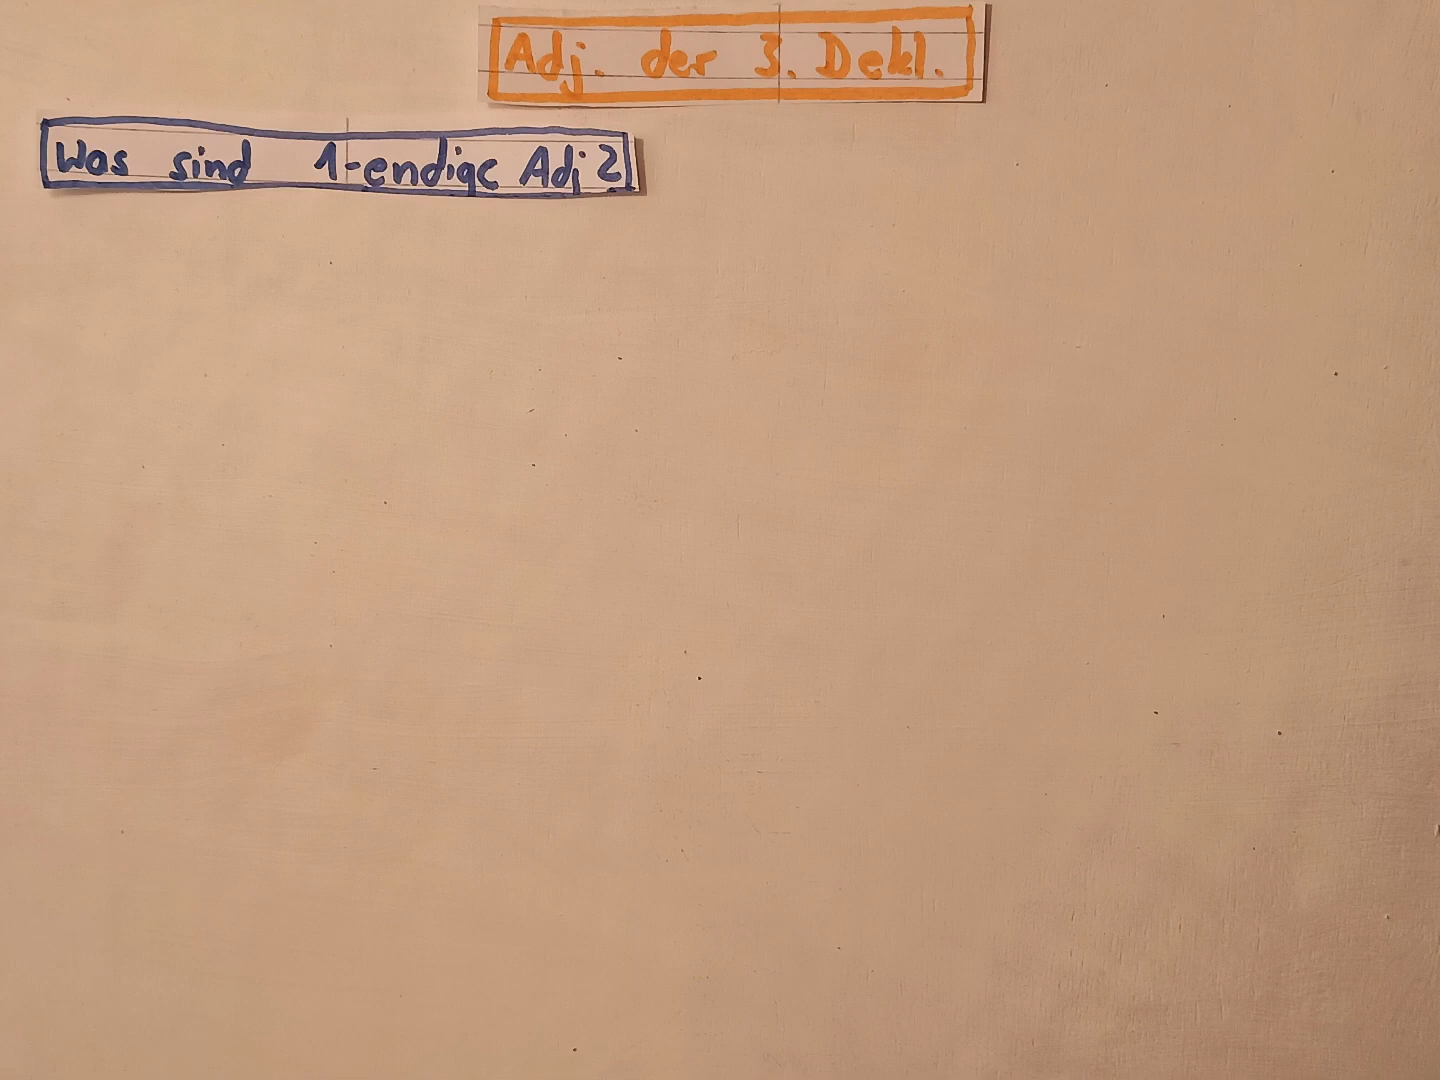 Adj. der 3. Dekl.
Was sind 1-endige Adj?